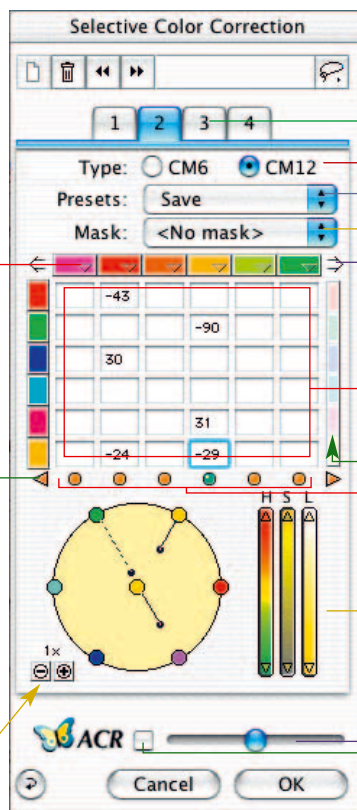 Selective Color Correction
1 2 3 4
Type: CM6 CM12
Presets: Save
Mask: <No mask>
-43
-90
30
31
-24 -29
H S L
1×
ACR
Cancel OK